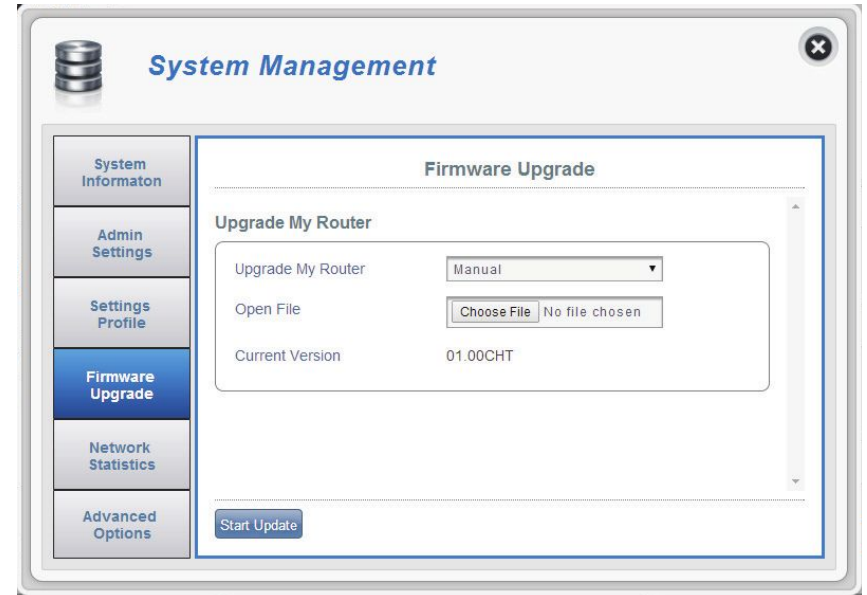 System Management
System
Informaton
Admin
Settings
Settings
Profile
Firmware
Upgrade
Network
Statistics
Advanced
Options
Firmware Upgrade
Upgrade My Router
Upgrade My Router
Manual
Open File
Choose File No file chosen
Current Version
01.00CHT
Start Update